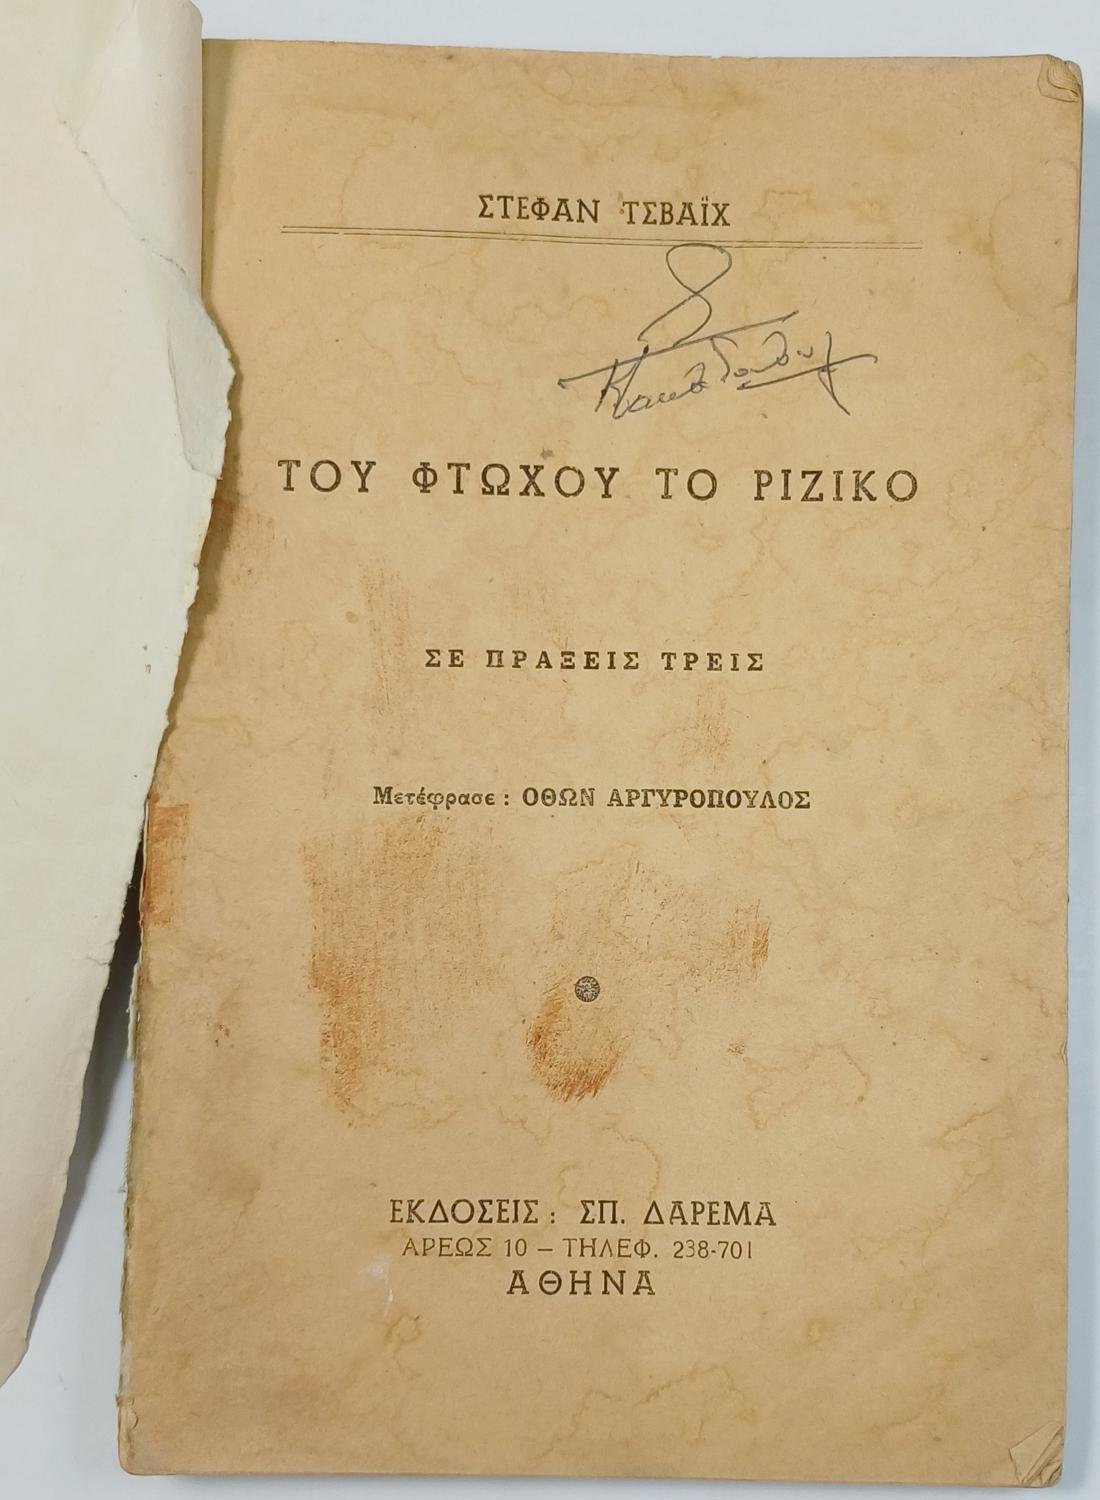 ΣΤΕΦΑΝ ΤΣΒΑΪΧ
ΤΟΥ ΦΤΩΧΟΥ ΤΟ ΡΙΖΙΚΟ
ΣΕ ΠΡΑΞΕΙΣ ΤΡΕΙΣ
Μετέφρασε : ΟΘΩΝ ΑΡΓΥΡΟΠΟΥΛΟΣ
ΕΚΔΟΣΕΙΣ : ΣΠ. ΔΑΡΕΜΑ
ΑΡΕΩΣ 10 – ΤΗΛΕΦ. 238-701
ΑΘΗΝΑ